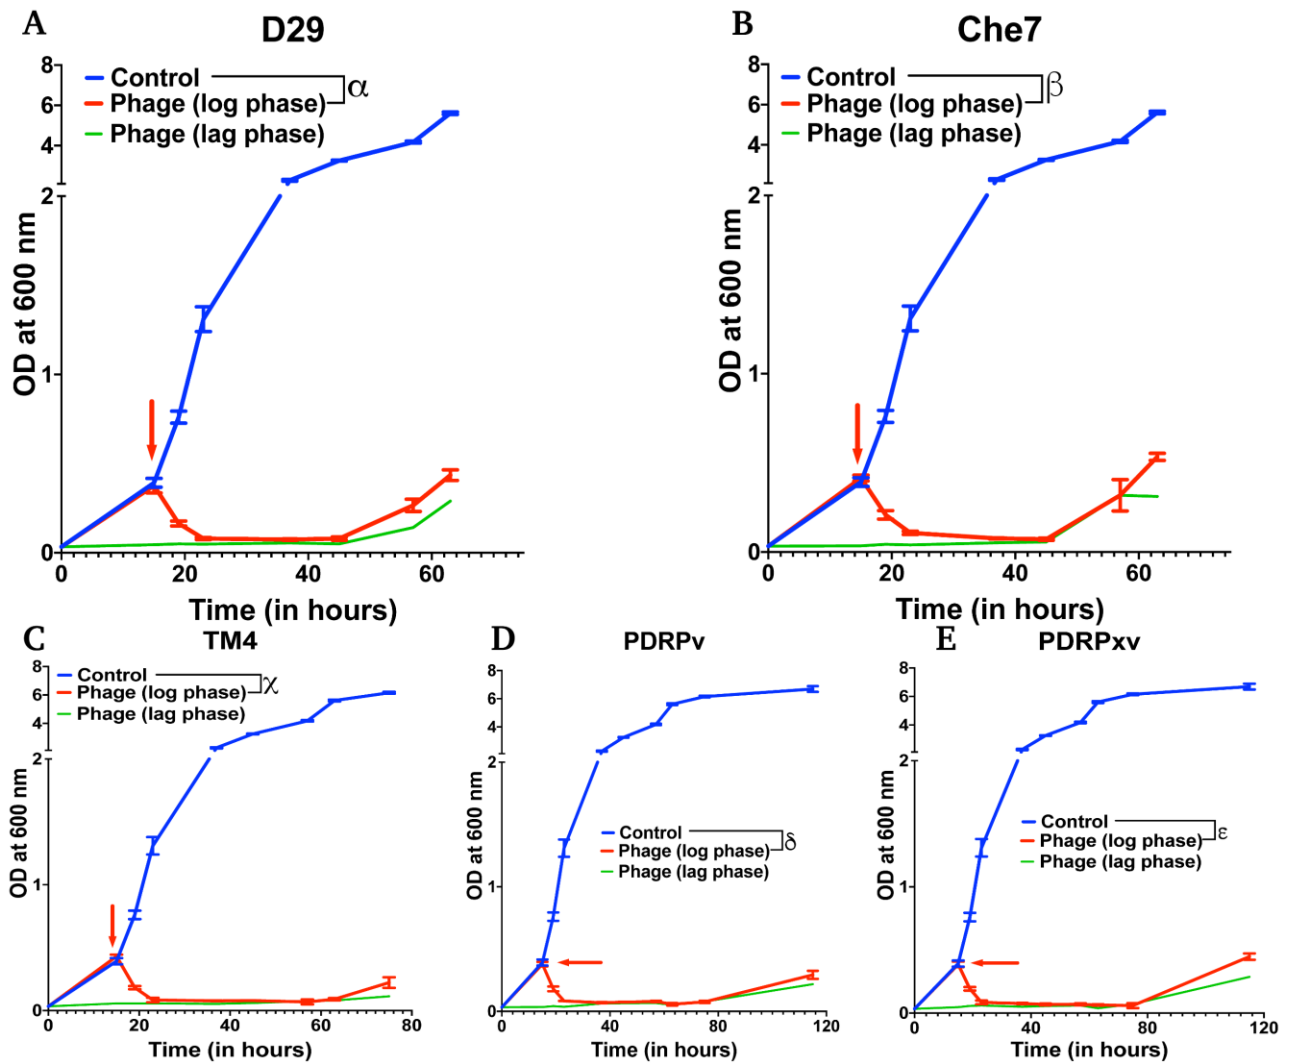 A
D29
8
6
4
2
1
0
Control
Phage (log phase)
Phage (lag phase)
α
OD at 600 nm
0 20 40 60
Time (in hours)
B
Che7
8
6
4
2
1
0
Control
Phage (log phase)
Phage (lag phase)
β
OD at 600 nm
0 20 40 60
Time (in hours)
C
TM4
8
6
4
2
1
0
Control
Phage (log phase)
Phage (lag phase)
χ
OD at 600 nm
0 20 40 60 80
Time (in hours)
D
PDRPv
8
6
4
2
1
0
Control
Phage (log phase)
Phage (lag phase)
δ
OD at 600 nm
0 40 80 120
Time (in hours)
E
PDRPxv
8
6
4
2
1
0
Control
Phage (log phase)
Phage (lag phase)
ε
OD at 600 nm
0 40 80 120
Time (in hours)